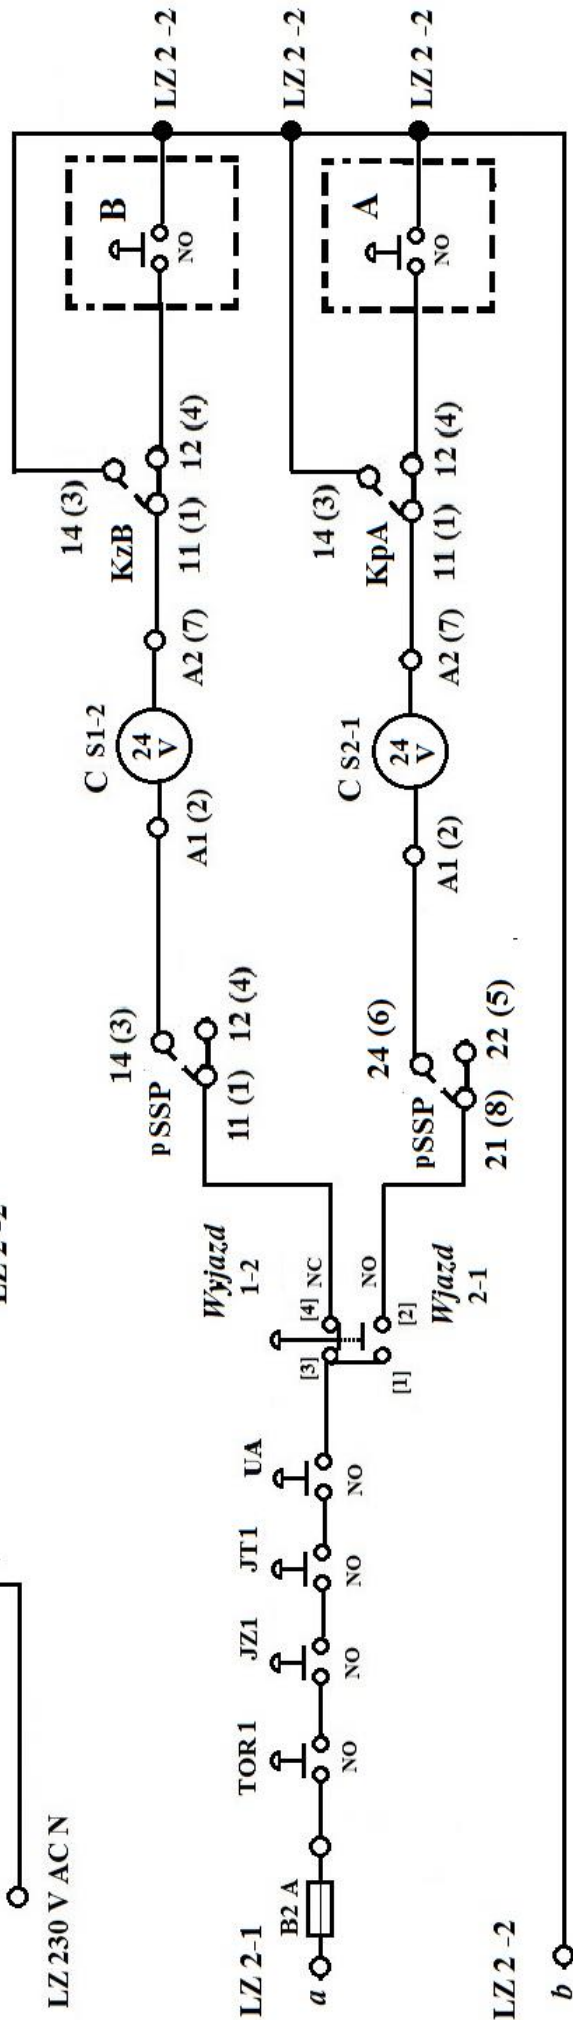 LZ 230 V AC N
LZ 2-1
a
B2 A
TOR1
NO
JZ1
NO
JT1
NO
UA
NO
[3]
[4]
NC
[1]
[2]
NO
Wyjazd
1-2
Wjazd
2-1
pSSP
14 (3)
11 (1)
12 (4)
A1 (2)
C S1-2
24
V
A2 (7)
14 (3)
KzB
11 (1)
12 (4)
B
NO
LZ 2 -2
LZ 2 -2
pSSP
24 (6)
21 (8)
22 (5)
A1 (2)
C S2-1
24
V
A2 (7)
14 (3)
KpA
11 (1)
12 (4)
A
NO
LZ 2 -2
LZ 2 -2
b